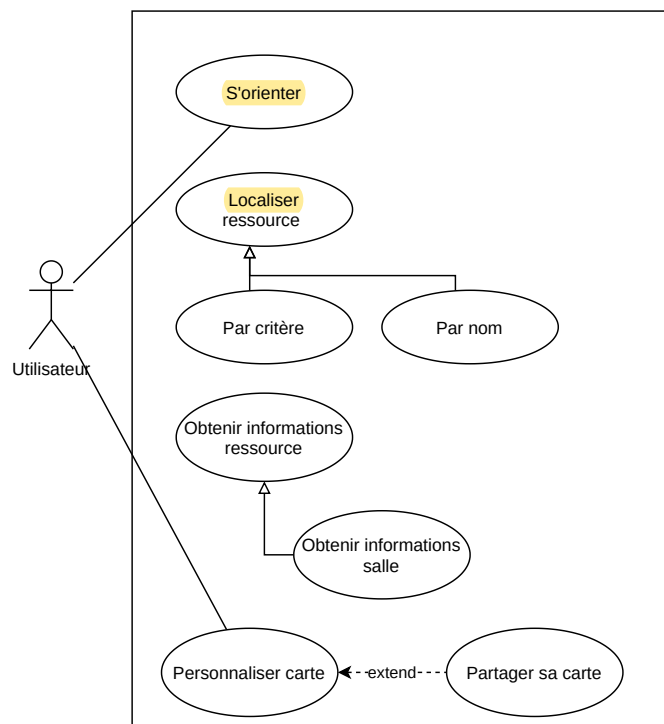 S'orienter
Localiser
ressource
Par critère
Par nom
Utilisateur
Obtenir informations
ressource
Obtenir informations
salle
Personnaliser carte
extend
Partager sa carte